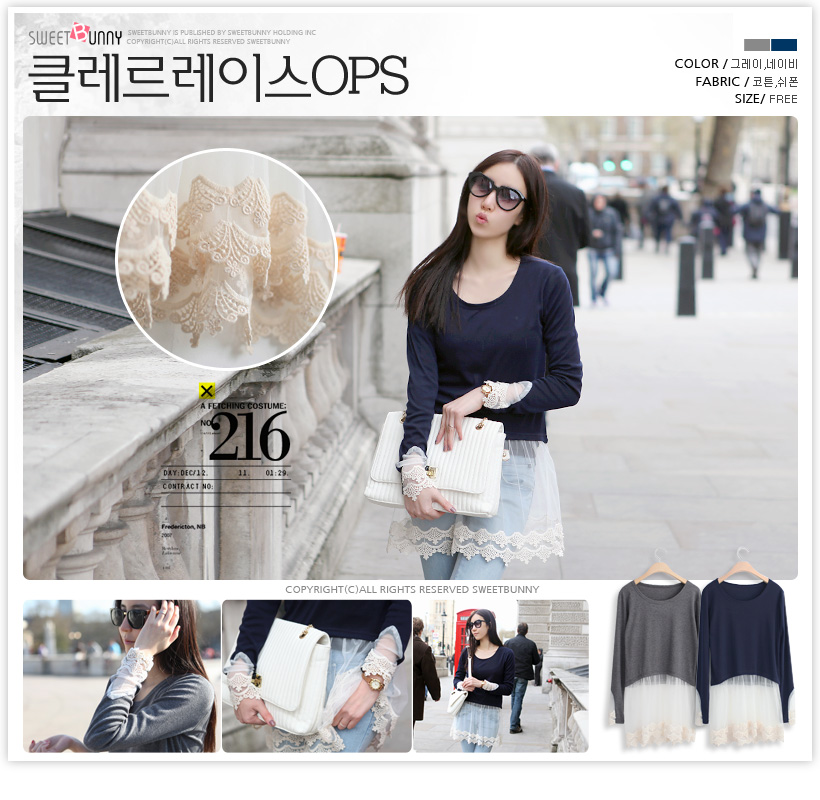 SWEETBUNNY
SWEETBUNNY IS PUBLISHED BY SWEETBUNNY HOLDING INC
COPYRIGHT(C)ALL RIGHTS RESERVED SWEETBUNNY
클레르레이스OPS
COLOR / 그레이,네이비
FABRIC / 코튼,쉬폰
SIZE/ FREE
A FETCHING COSTUME:
NO. 216
DAY:DEC/12. 11. 01:29.
CONTRACT NO:
Fredericton, NB
2007
COPYRIGHT(C)ALL RIGHTS RESERVED SWEETBUNNY